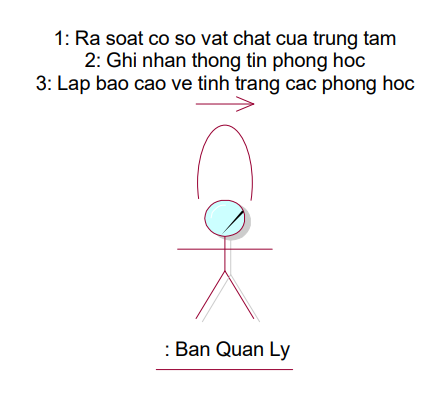 1: Ra soat co so vat chat cua trung tam
2: Ghi nhan thong tin phong hoc
3: Lap bao cao ve tinh trang cac phong hoc
: Ban Quan Ly